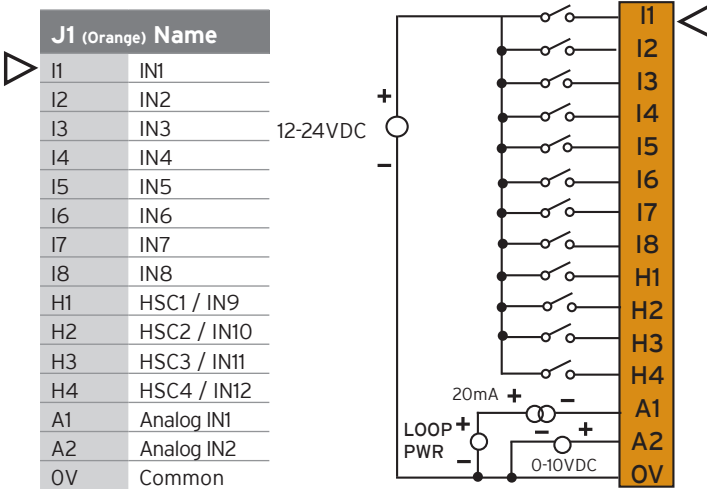 J1 (Orange) Name
I1 IN1
I2 IN2
I3 IN3
I4 IN4
I5 IN5
I6 IN6
I7 IN7
I8 IN8
H1 HSC1 / IN9
H2 HSC2 / IN10
H3 HSC3 / IN11
H4 HSC4 / IN12
A1 Analog IN1
A2 Analog IN2
0V Common
12-24VDC
+
−
20mA + −
LOOP +
PWR
−
− +
0-10VDC
I1
I2
I3
I4
I5
I6
I7
I8
H1
H2
H3
H4
A1
A2
0V